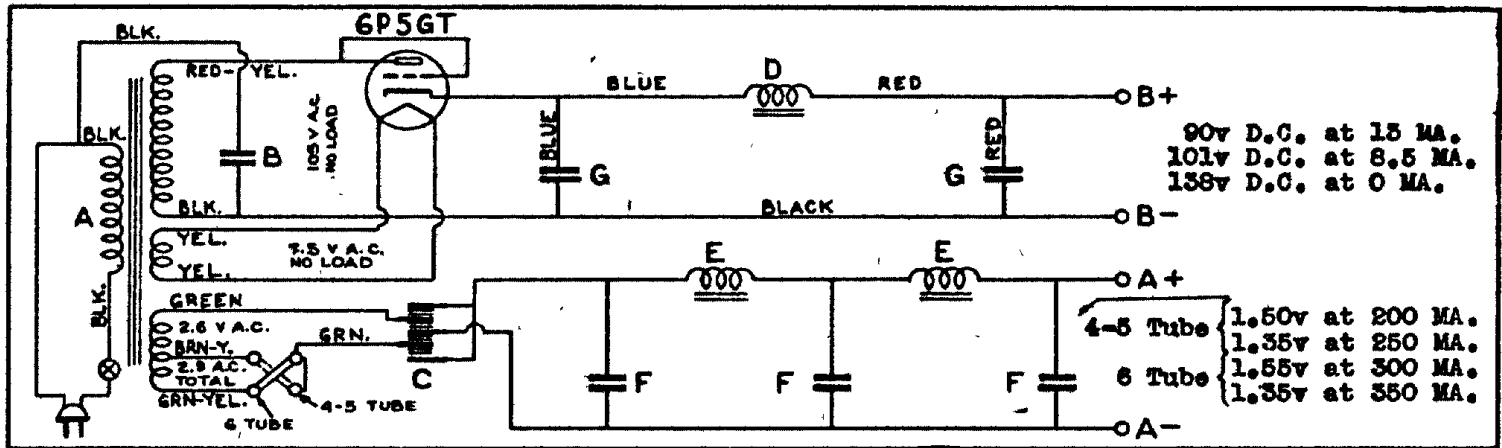 6P5GT
BLK.
RED-YEL.
105 V A.C.
NO LOAD
BLUE
D
RED
B+
BLK.
B
BLUE
G
RED
G
90v D.C. at 13 MA.
101v D.C. at 8.5 MA.
138v D.C. at 0 MA.
A
BLK.
BLACK
B-
YEL.
7.5 V A.C.
NO LOAD
YEL.
E
E
A+
BLK.
GREEN
2.6 V A.C.
GRN.
BRN-Y.
2.9 A.C.
TOTAL
GRN-YEL.
C
4-5 TUBE
6 TUBE
F
F
F
4-5 Tube
1.50v at 200 MA.
1.35v at 250 MA.
6 Tube
1.55v at 300 MA.
1.35v at 350 MA.
A-